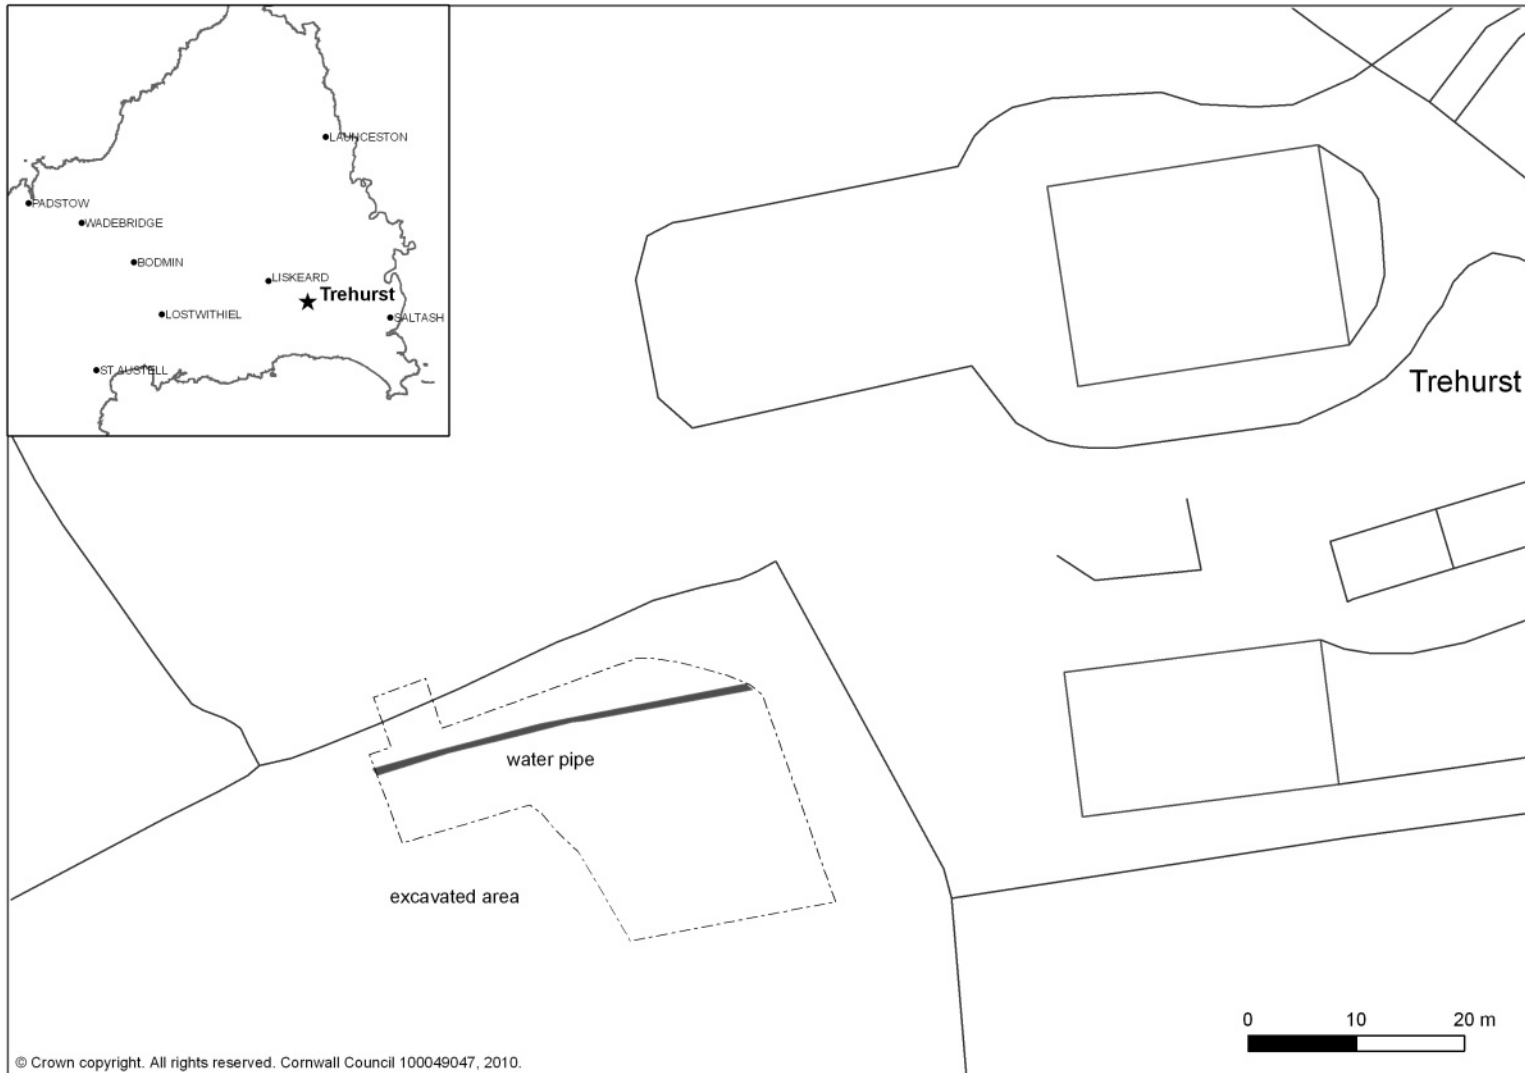 LAUNCESTON
PADSTOW
WADEBRIDGE
BODMIN
LISKEARD
Trehurst
LOSTWITHIEL
SALTASH
ST.AUSTELL
Trehurst
water pipe
excavated area
0 10 20 m
© Crown copyright. All rights reserved. Cornwall Council 100049047, 2010.